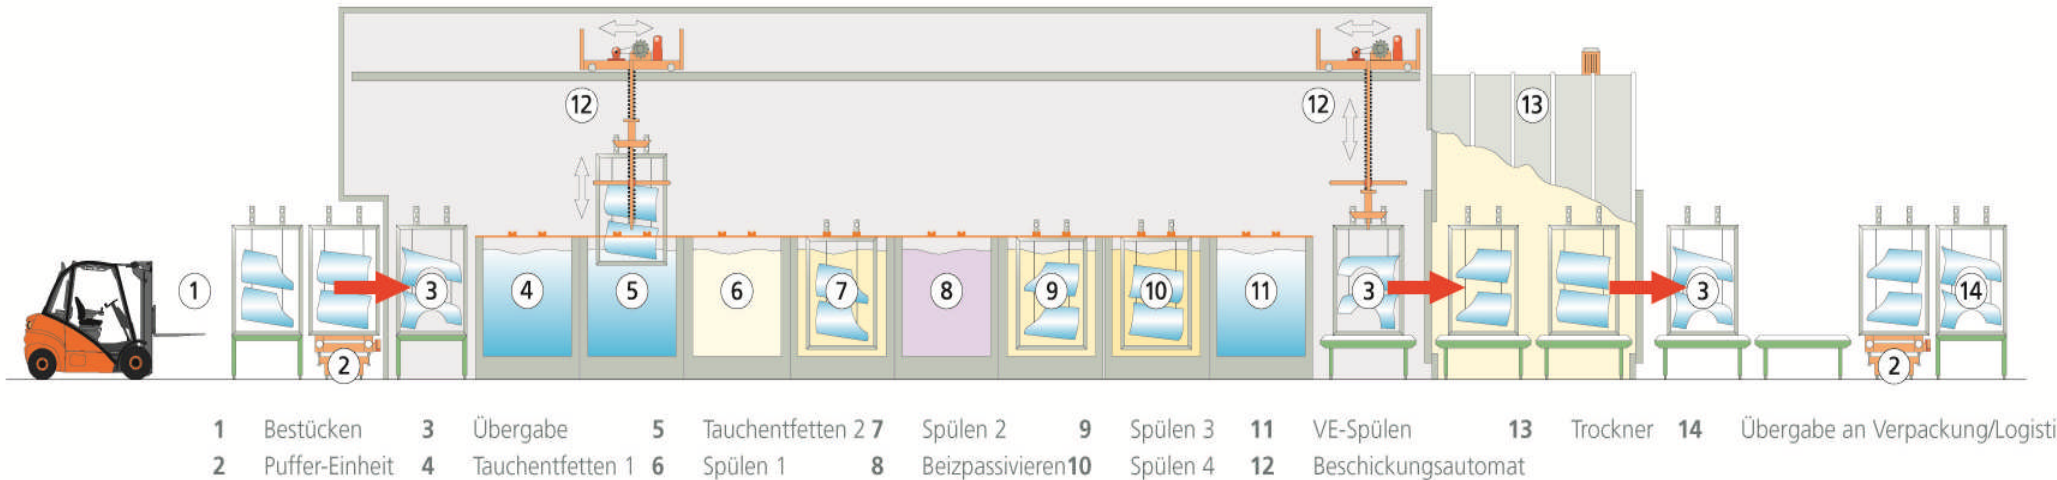 12 12 13
1 3 4 5 6 7 8 9 10 11 3 3 14
2 2
1 Bestücken 3 Übergabe 5 Tauchentfetten 2 7 Spülen 2 9 Spülen 3 11 VE-Spülen 13 Trockner 14 Übergabe an Verpackung/Logisti
2 Puffer-Einheit 4 Tauchentfetten 1 6 Spülen 1 8 Beizpassivieren 10 Spülen 4 12 Beschickungsautomat